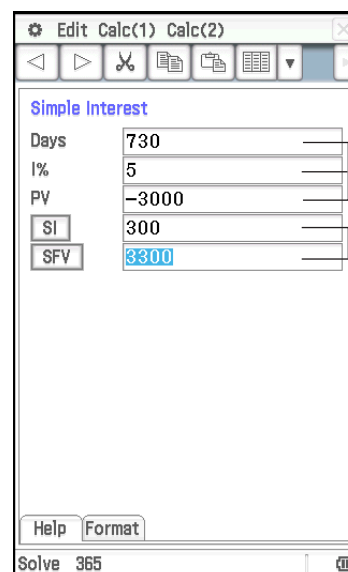 Edit Calc(1) Calc(2)
Simple Interest
Days 730
I% 5
PV −3000
SI 300
SFV 3300
Help Format
Solve 365